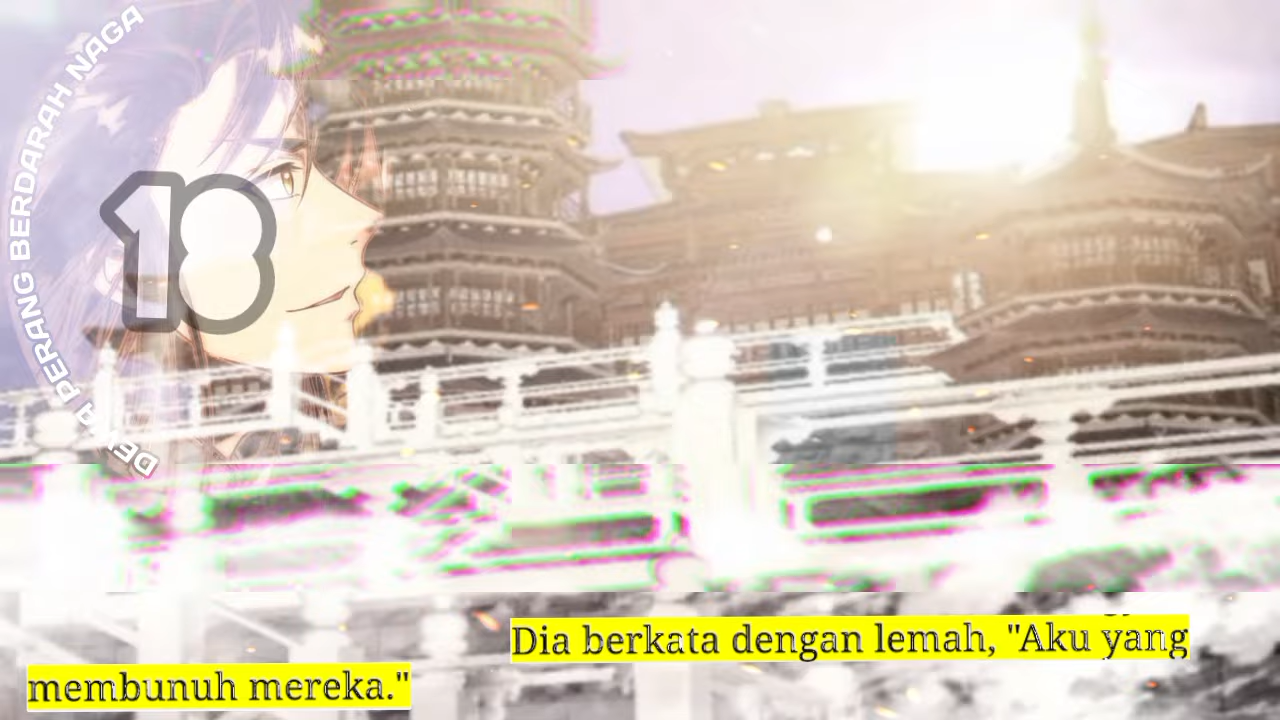 DEWA PERANG BERDARAH NAGA
18
Dia berkata dengan lemah, "Aku yang
membunuh mereka."